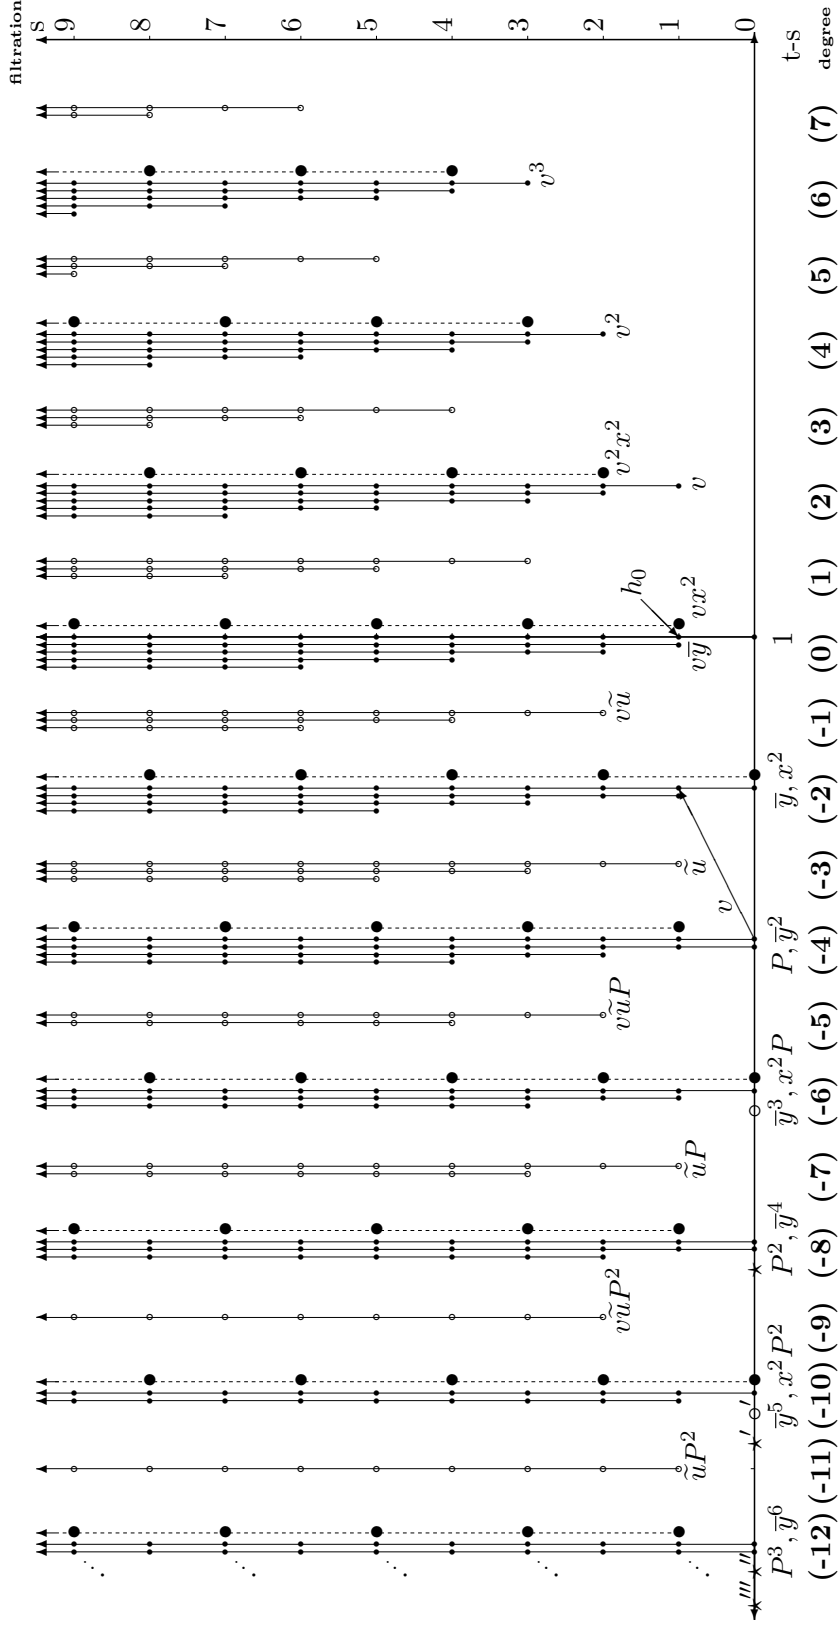 filtration
s
9
8
7
6
5
4
3
$v^3$
2
$v\widetilde{u}P^2$ $v\widetilde{u}P$ $v\widetilde{u}$ $v^2x^2$ $v^2$
$h_0$
1
$\widetilde{u}P^2$ $\widetilde{u}P$ $\widetilde{u}$ $v\overline{y}$ $vx^2$ $v$
$v$
0
''' '' ' '
$P^3, \overline{y}^6$ $\overline{y}^5, x^2P^2$ $P^2, \overline{y}^4$ $\overline{y}^3, x^2P$ $P, \overline{y}^2$ $\overline{y}, x^2$ 1 t-s
(-12) (-11) (-10) (-9) (-8) (-7) (-6) (-5) (-4) (-3) (-2) (-1) (0) (1) (2) (3) (4) (5) (6) (7) degree